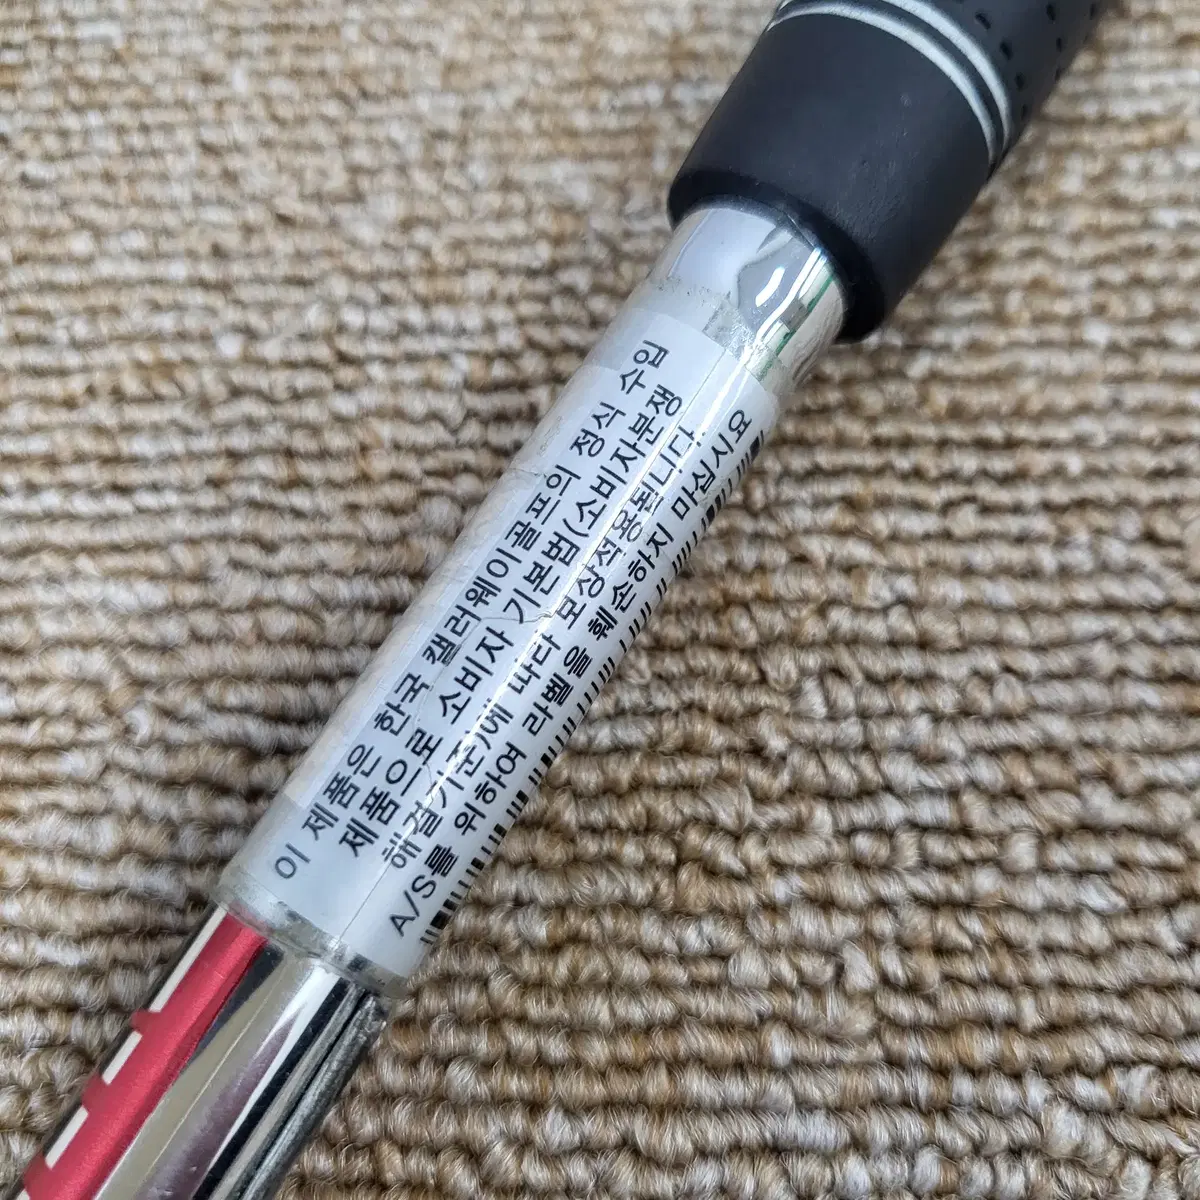 이 제품은 한국 캘러웨이골프의 정식 수입
제품으로 소비자 기본법(소비자분쟁
해결기준)에 따라 보상적용됩니다.
A/S를 위하여 라벨을 훼손하지 마십시요